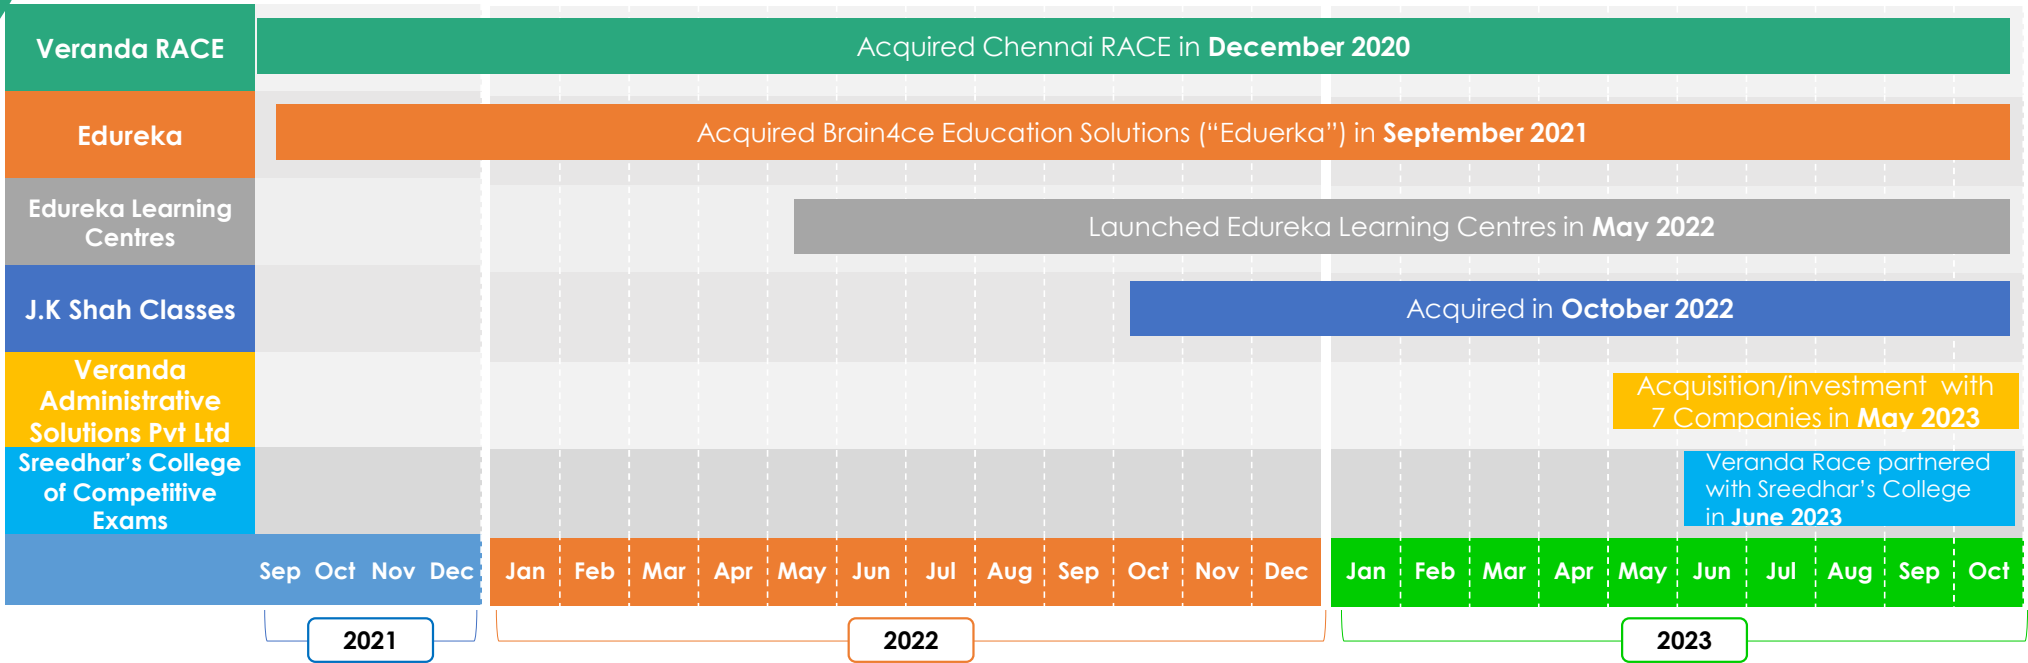 Veranda RACE
Acquired Chennai RACE in December 2020
Edureka
Acquired Brain4ce Education Solutions (“Eduerka”) in September 2021
Edureka Learning
Centres
Launched Edureka Learning Centres in May 2022
J.K Shah Classes
Acquired in October 2022
Veranda
Administrative
Solutions Pvt Ltd
Acquisition/investment with
7 Companies in May 2023
Sreedhar’s College
of Competitive
Exams
Veranda Race partnered
with Sreedhar’s College
in June 2023
Sep Oct Nov Dec Jan Feb Mar Apr May Jun Jul Aug Sep Oct Nov Dec Jan Feb Mar Apr May Jun Jul Aug Sep Oct
2021 2022 2023